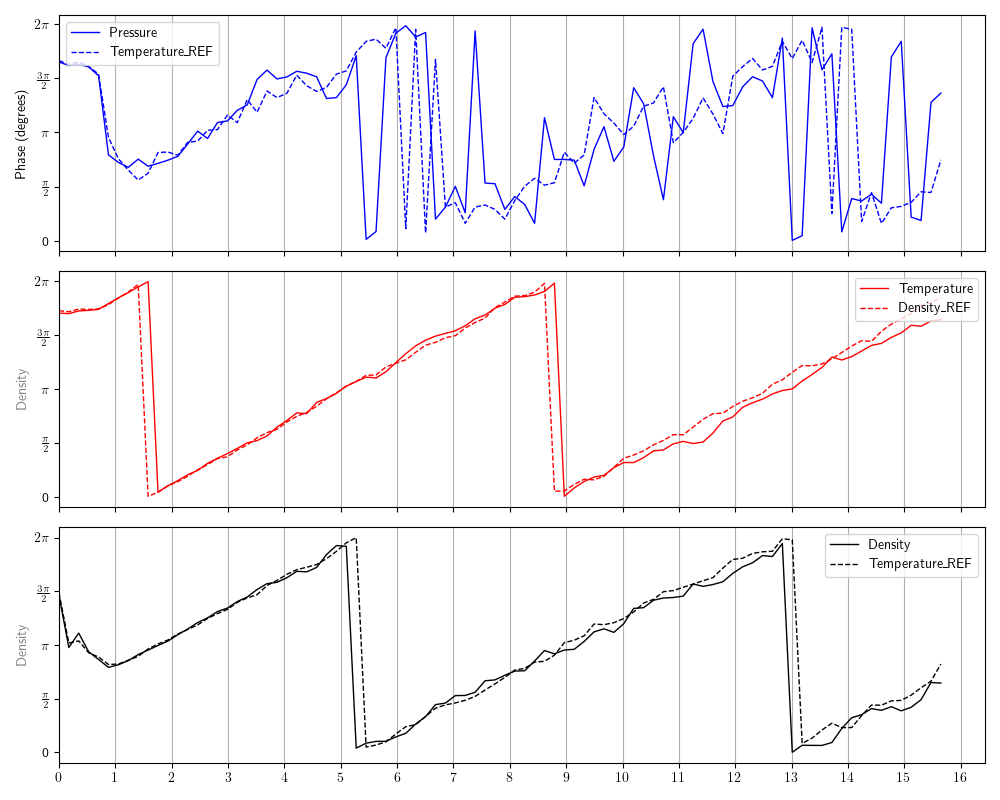 2π
3π/2
π
π/2
0
Phase (degrees)
Pressure
Temperature_REF
2π
3π/2
π
π/2
0
Density
Temperature
Density_REF
2π
3π/2
π
π/2
0
Density
Density
Temperature_REF
0 1 2 3 4 5 6 7 8 9 10 11 12 13 14 15 16